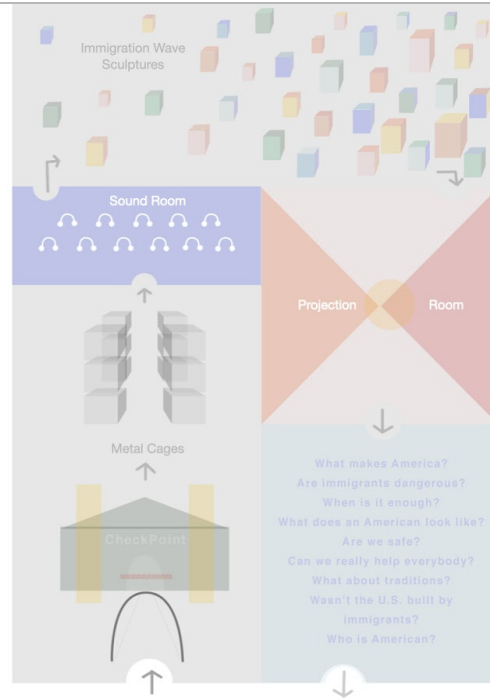 Immigration Wave
Sculptures
Sound Room
Projection
Room
Metal Cages
CheckPoint
What makes America?
Are immigrants dangerous?
When is it enough?
What does an American look like?
Are we safe?
Can we really help everybody?
What about traditions?
Wasn't the U.S. built by
immigrants?
Who is American?